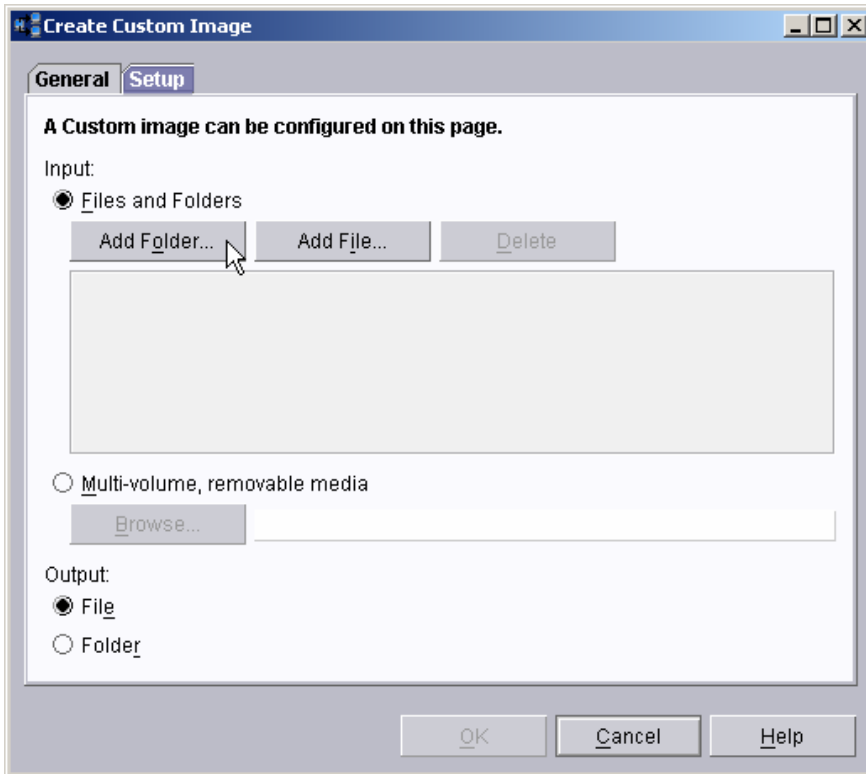 Create Custom Image
General Setup
A Custom image can be configured on this page.
Input:
Files and Folders
Add Folder... Add File... Delete
Multi-volume, removable media
Browse...
Output:
File
Folder
OK Cancel Help